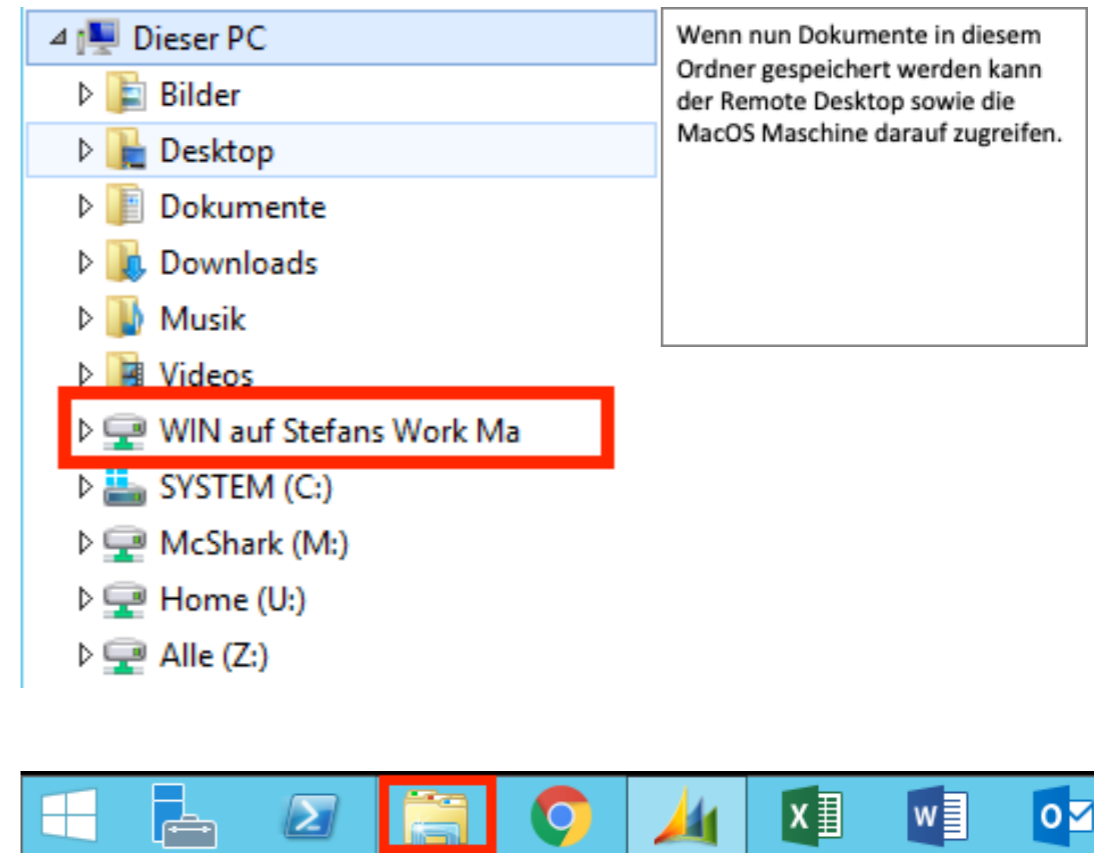 Dieser PC
Bilder
Desktop
Dokumente
Downloads
Musik
Videos
WIN auf Stefans Work Ma
SYSTEM (C:)
McShark (M:)
Home (U:)
Alle (Z:)
Wenn nun Dokumente in diesem
Ordner gespeichert werden kann
der Remote Desktop sowie die
MacOS Maschine darauf zugreifen.